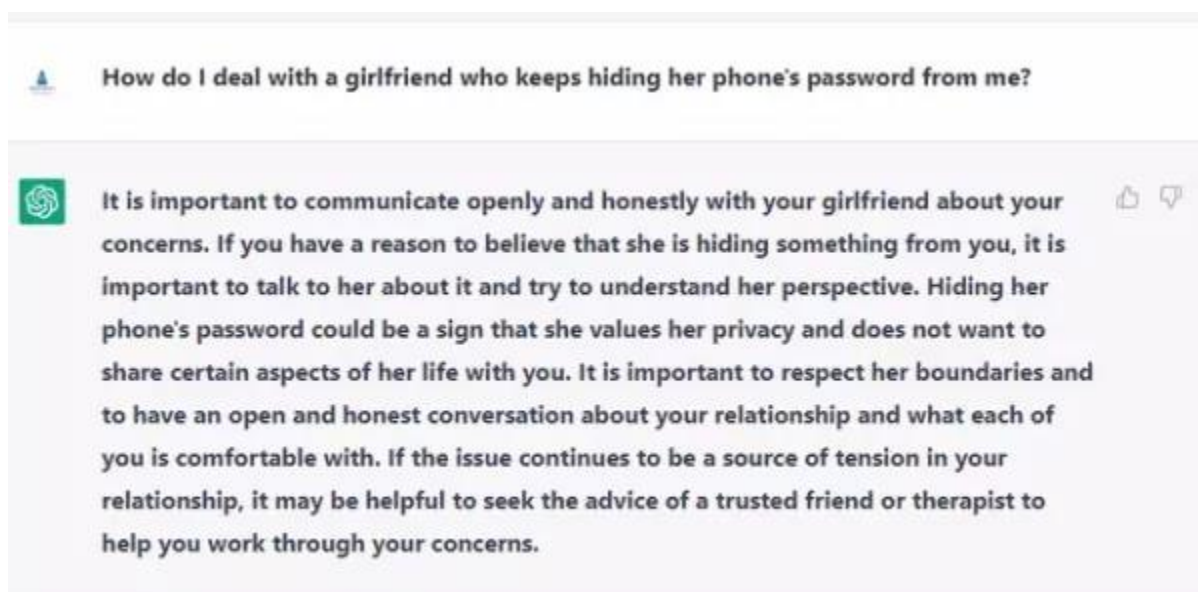 How do I deal with a girlfriend who keeps hiding her phone's password from me?
It is important to communicate openly and honestly with your girlfriend about your
concerns. If you have a reason to believe that she is hiding something from you, it is
important to talk to her about it and try to understand her perspective. Hiding her
phone's password could be a sign that she values her privacy and does not want to
share certain aspects of her life with you. It is important to respect her boundaries and
to have an open and honest conversation about your relationship and what each of
you is comfortable with. If the issue continues to be a source of tension in your
relationship, it may be helpful to seek the advice of a trusted friend or therapist to
help you work through your concerns.